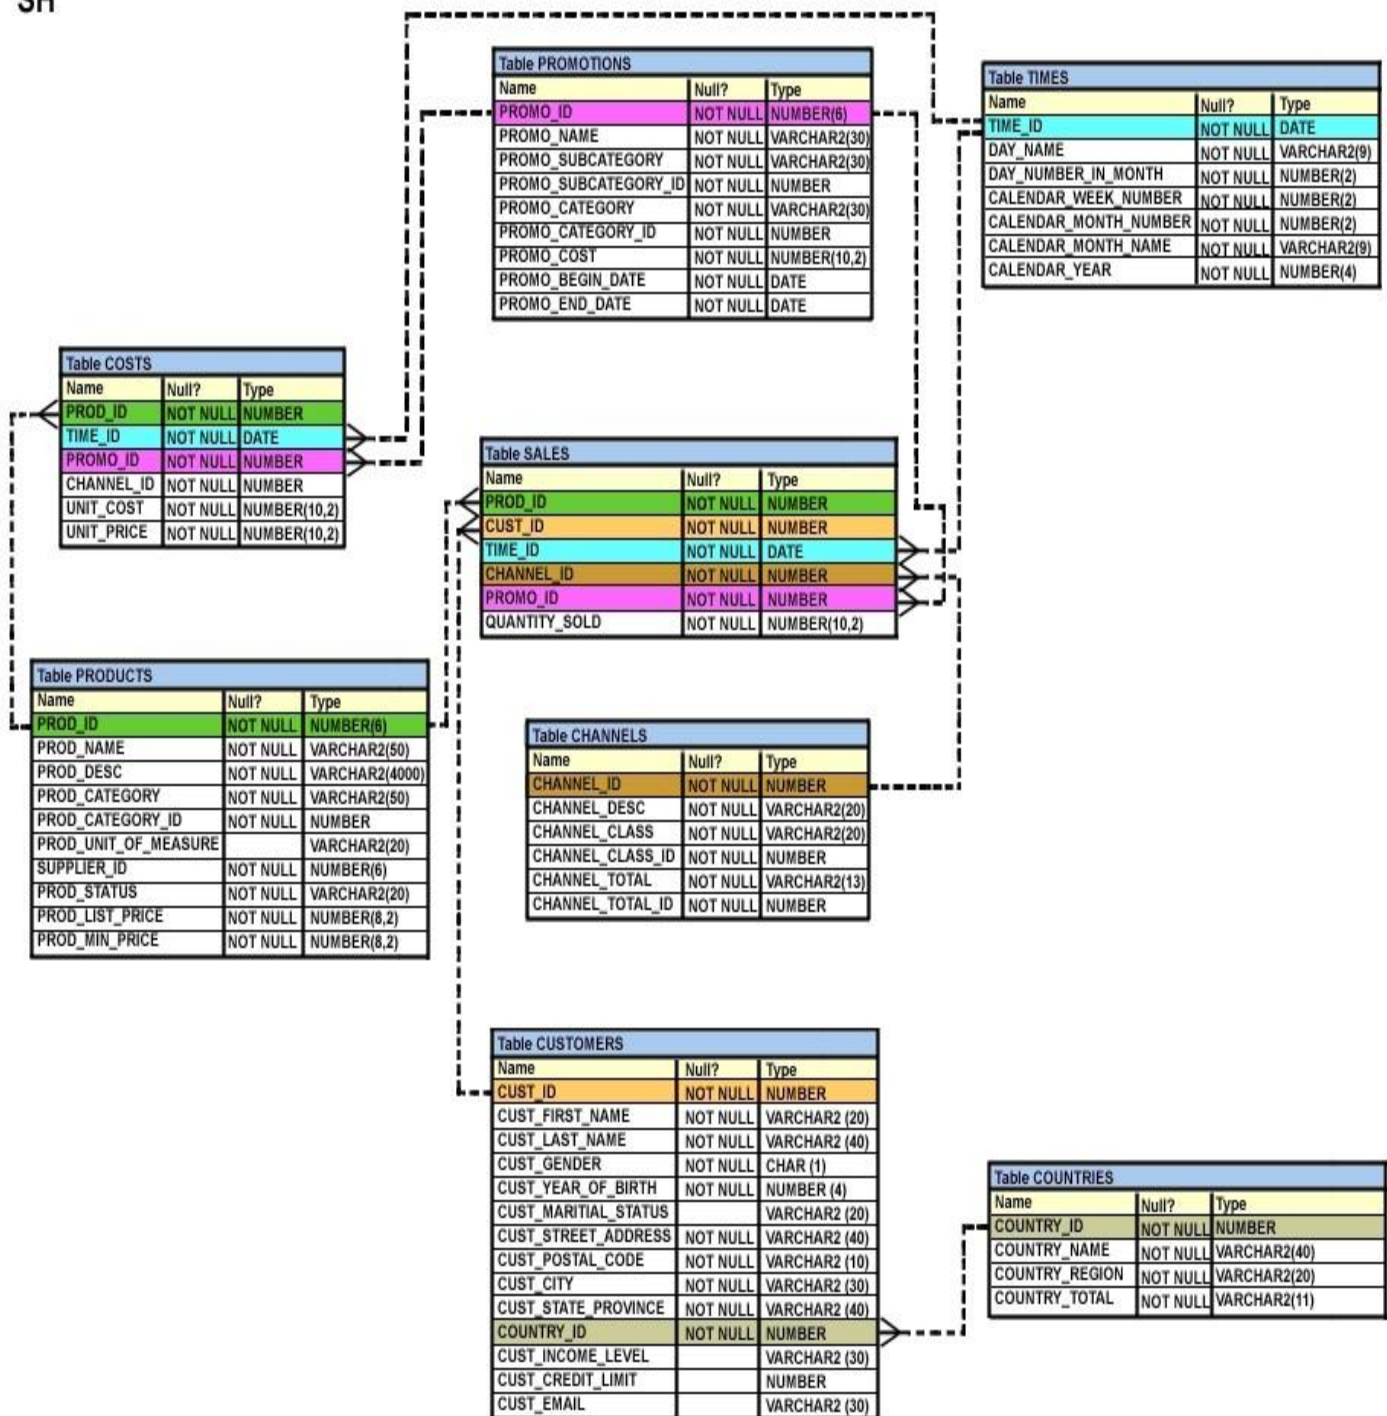 SH
Table PROMOTIONS
Name Null? Type
PROMO_ID NOT NULL NUMBER(6)
PROMO_NAME NOT NULL VARCHAR2(30)
PROMO_SUBCATEGORY NOT NULL VARCHAR2(30)
PROMO_SUBCATEGORY_ID NOT NULL NUMBER
PROMO_CATEGORY NOT NULL VARCHAR2(30)
PROMO_CATEGORY_ID NOT NULL NUMBER
PROMO_COST NOT NULL NUMBER(10,2)
PROMO_BEGIN_DATE NOT NULL DATE
PROMO_END_DATE NOT NULL DATE
Table TIMES
Name Null? Type
TIME_ID NOT NULL DATE
DAY_NAME NOT NULL VARCHAR2(9)
DAY_NUMBER_IN_MONTH NOT NULL NUMBER(2)
CALENDAR_WEEK_NUMBER NOT NULL NUMBER(2)
CALENDAR_MONTH_NUMBER NOT NULL NUMBER(2)
CALENDAR_MONTH_NAME NOT NULL VARCHAR2(9)
CALENDAR_YEAR NOT NULL NUMBER(4)
Table COSTS
Name Null? Type
PROD_ID NOT NULL NUMBER
TIME_ID NOT NULL DATE
PROMO_ID NOT NULL NUMBER
CHANNEL_ID NOT NULL NUMBER
UNIT_COST NOT NULL NUMBER(10,2)
UNIT_PRICE NOT NULL NUMBER(10,2)
Table SALES
Name Null? Type
PROD_ID NOT NULL NUMBER
CUST_ID NOT NULL NUMBER
TIME_ID NOT NULL DATE
CHANNEL_ID NOT NULL NUMBER
PROMO_ID NOT NULL NUMBER
QUANTITY_SOLD NOT NULL NUMBER(10,2)
Table PRODUCTS
Name Null? Type
PROD_ID NOT NULL NUMBER(6)
PROD_NAME NOT NULL VARCHAR2(50)
PROD_DESC NOT NULL VARCHAR2(4000)
PROD_CATEGORY NOT NULL VARCHAR2(50)
PROD_CATEGORY_ID NOT NULL NUMBER
PROD_UNIT_OF_MEASURE VARCHAR2(20)
SUPPLIER_ID NOT NULL NUMBER(6)
PROD_STATUS NOT NULL VARCHAR2(20)
PROD_LIST_PRICE NOT NULL NUMBER(8,2)
PROD_MIN_PRICE NOT NULL NUMBER(8,2)
Table CHANNELS
Name Null? Type
CHANNEL_ID NOT NULL NUMBER
CHANNEL_DESC NOT NULL VARCHAR2(20)
CHANNEL_CLASS NOT NULL VARCHAR2(20)
CHANNEL_CLASS_ID NOT NULL NUMBER
CHANNEL_TOTAL NOT NULL VARCHAR2(13)
CHANNEL_TOTAL_ID NOT NULL NUMBER
Table CUSTOMERS
Name Null? Type
CUST_ID NOT NULL NUMBER
CUST_FIRST_NAME NOT NULL VARCHAR2 (20)
CUST_LAST_NAME NOT NULL VARCHAR2 (40)
CUST_GENDER NOT NULL CHAR (1)
CUST_YEAR_OF_BIRTH NOT NULL NUMBER (4)
CUST_MARITIAL_STATUS VARCHAR2 (20)
CUST_STREET_ADDRESS NOT NULL VARCHAR2 (40)
CUST_POSTAL_CODE NOT NULL VARCHAR2 (10)
CUST_CITY NOT NULL VARCHAR2 (30)
CUST_STATE_PROVINCE NOT NULL VARCHAR2 (40)
COUNTRY_ID NOT NULL NUMBER
CUST_INCOME_LEVEL VARCHAR2 (30)
CUST_CREDIT_LIMIT NUMBER
CUST_EMAIL VARCHAR2 (30)
Table COUNTRIES
Name Null? Type
COUNTRY_ID NOT NULL NUMBER
COUNTRY_NAME NOT NULL VARCHAR2(40)
COUNTRY_REGION NOT NULL VARCHAR2(20)
COUNTRY_TOTAL NOT NULL VARCHAR2(11)